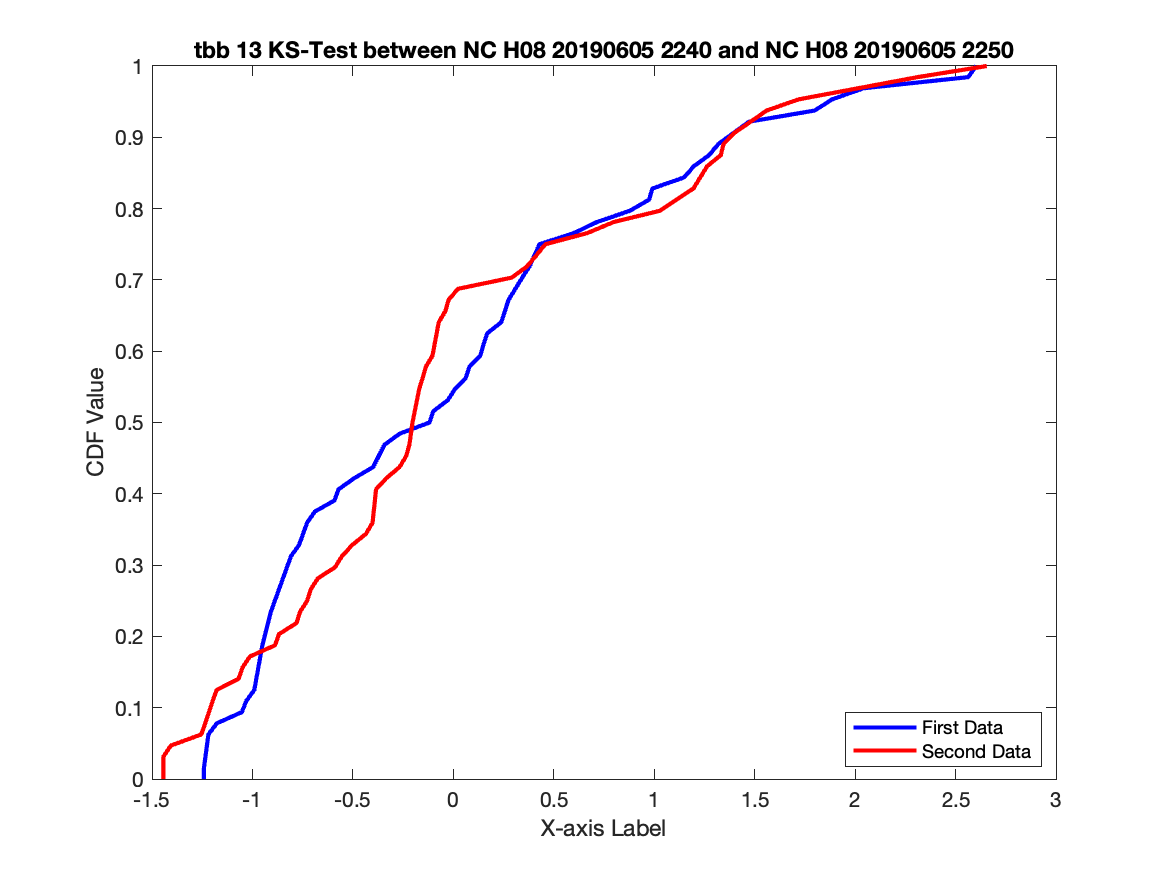 tbb 13 KS-Test between NC H08 20190605 2240 and NC H08 20190605 2250
1
0.9
0.8
0.7
0.6
0.5
0.4
0.3
0.2
0.1
0
CDF Value
-1.5 -1 -0.5 0 0.5 1 1.5 2 2.5 3
X-axis Label
First Data
Second Data